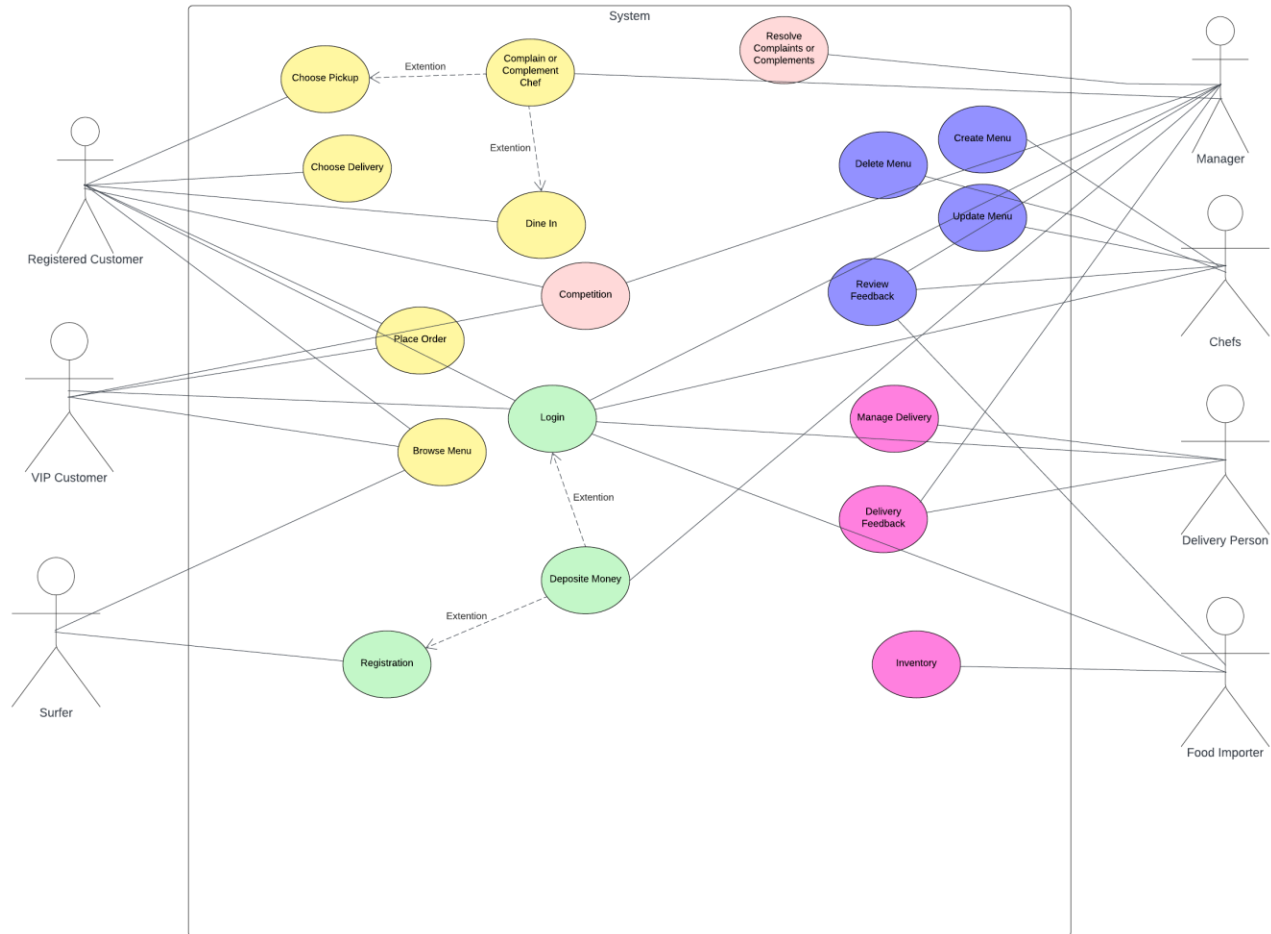 System
Resolve
Complaints or
Complements
Complain or
Complement
Chef
Extention
Choose Pickup
Create Menu
Manager
Extention
Delete Menu
Choose Delivery
Update Menu
Dine In
Registered Customer
Review
Feedback
Competition
Place Order
Chefs
Login
Manage Delivery
Browse Menu
VIP Customer
Extention
Delivery
Feedback
Delivery Person
Deposite Money
Extention
Registration
Inventory
Surfer
Food Importer